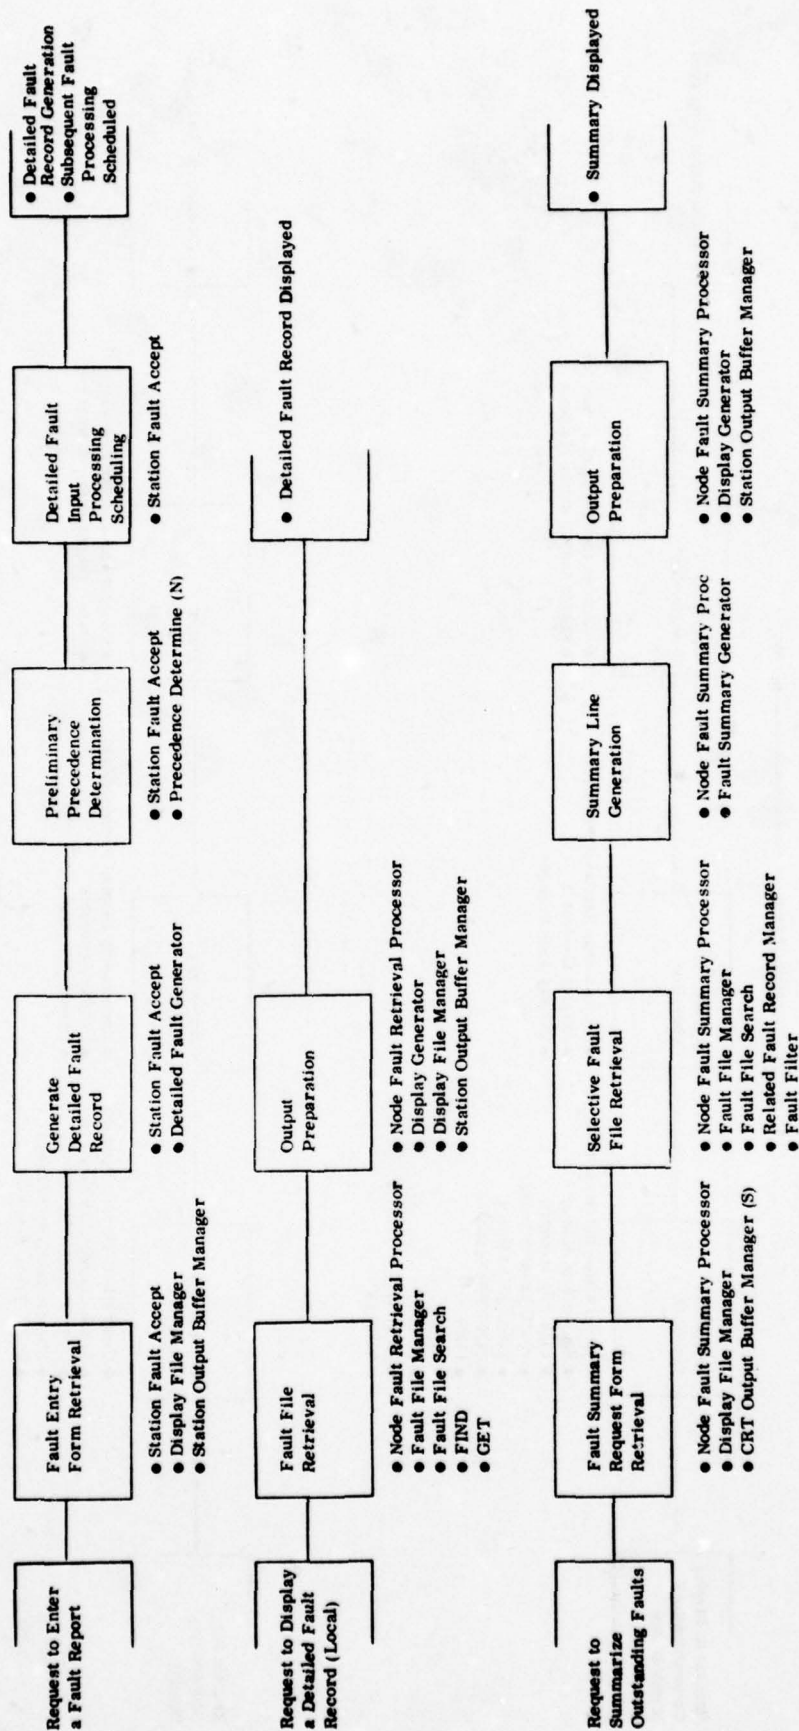 Request to Enter
a Fault Report
Fault Entry
Form Retrieval
● Station Fault Accept
● Display File Manager
● Station Output Buffer Manager
Generate
Detailed Fault
Record
● Station Fault Accept
● Detailed Fault Generator
Preliminary
Precedence
Determination
● Station Fault Accept
● Precedence Determine (N)
Detailed Fault
Input
Processing
Scheduling
● Station Fault Accept
● Detailed Fault
Record Generation
● Subsequent Fault
Processing
Scheduled
Request to Display
a Detailed Fault
Record (Local)
Fault File
Retrieval
● Node Fault Retrieval Processor
● Fault File Manager
● Fault File Search
● FIND
● GET
Output
Preparation
● Node Fault Retrieval Processor
● Display Generator
● Display File Manager
● Station Output Buffer Manager
● Detailed Fault Record Displayed
Request to
Summarize
Outstanding Faults
Fault Summary
Request Form
Retrieval
● Node Fault Summary Processor
● Display File Manager
● CRT Output Buffer Manager (S)
Selective Fault
File Retrieval
● Node Fault Summary Processor
● Fault File Manager
● Fault File Search
● Related Fault Record Manager
● Fault Filter
Summary Line
Generation
● Node Fault Summary Proc
● Fault Summary Generator
Output
Preparation
● Node Fault Summary Processor
● Display Generator
● Station Output Buffer Manager
● Summary Displayed